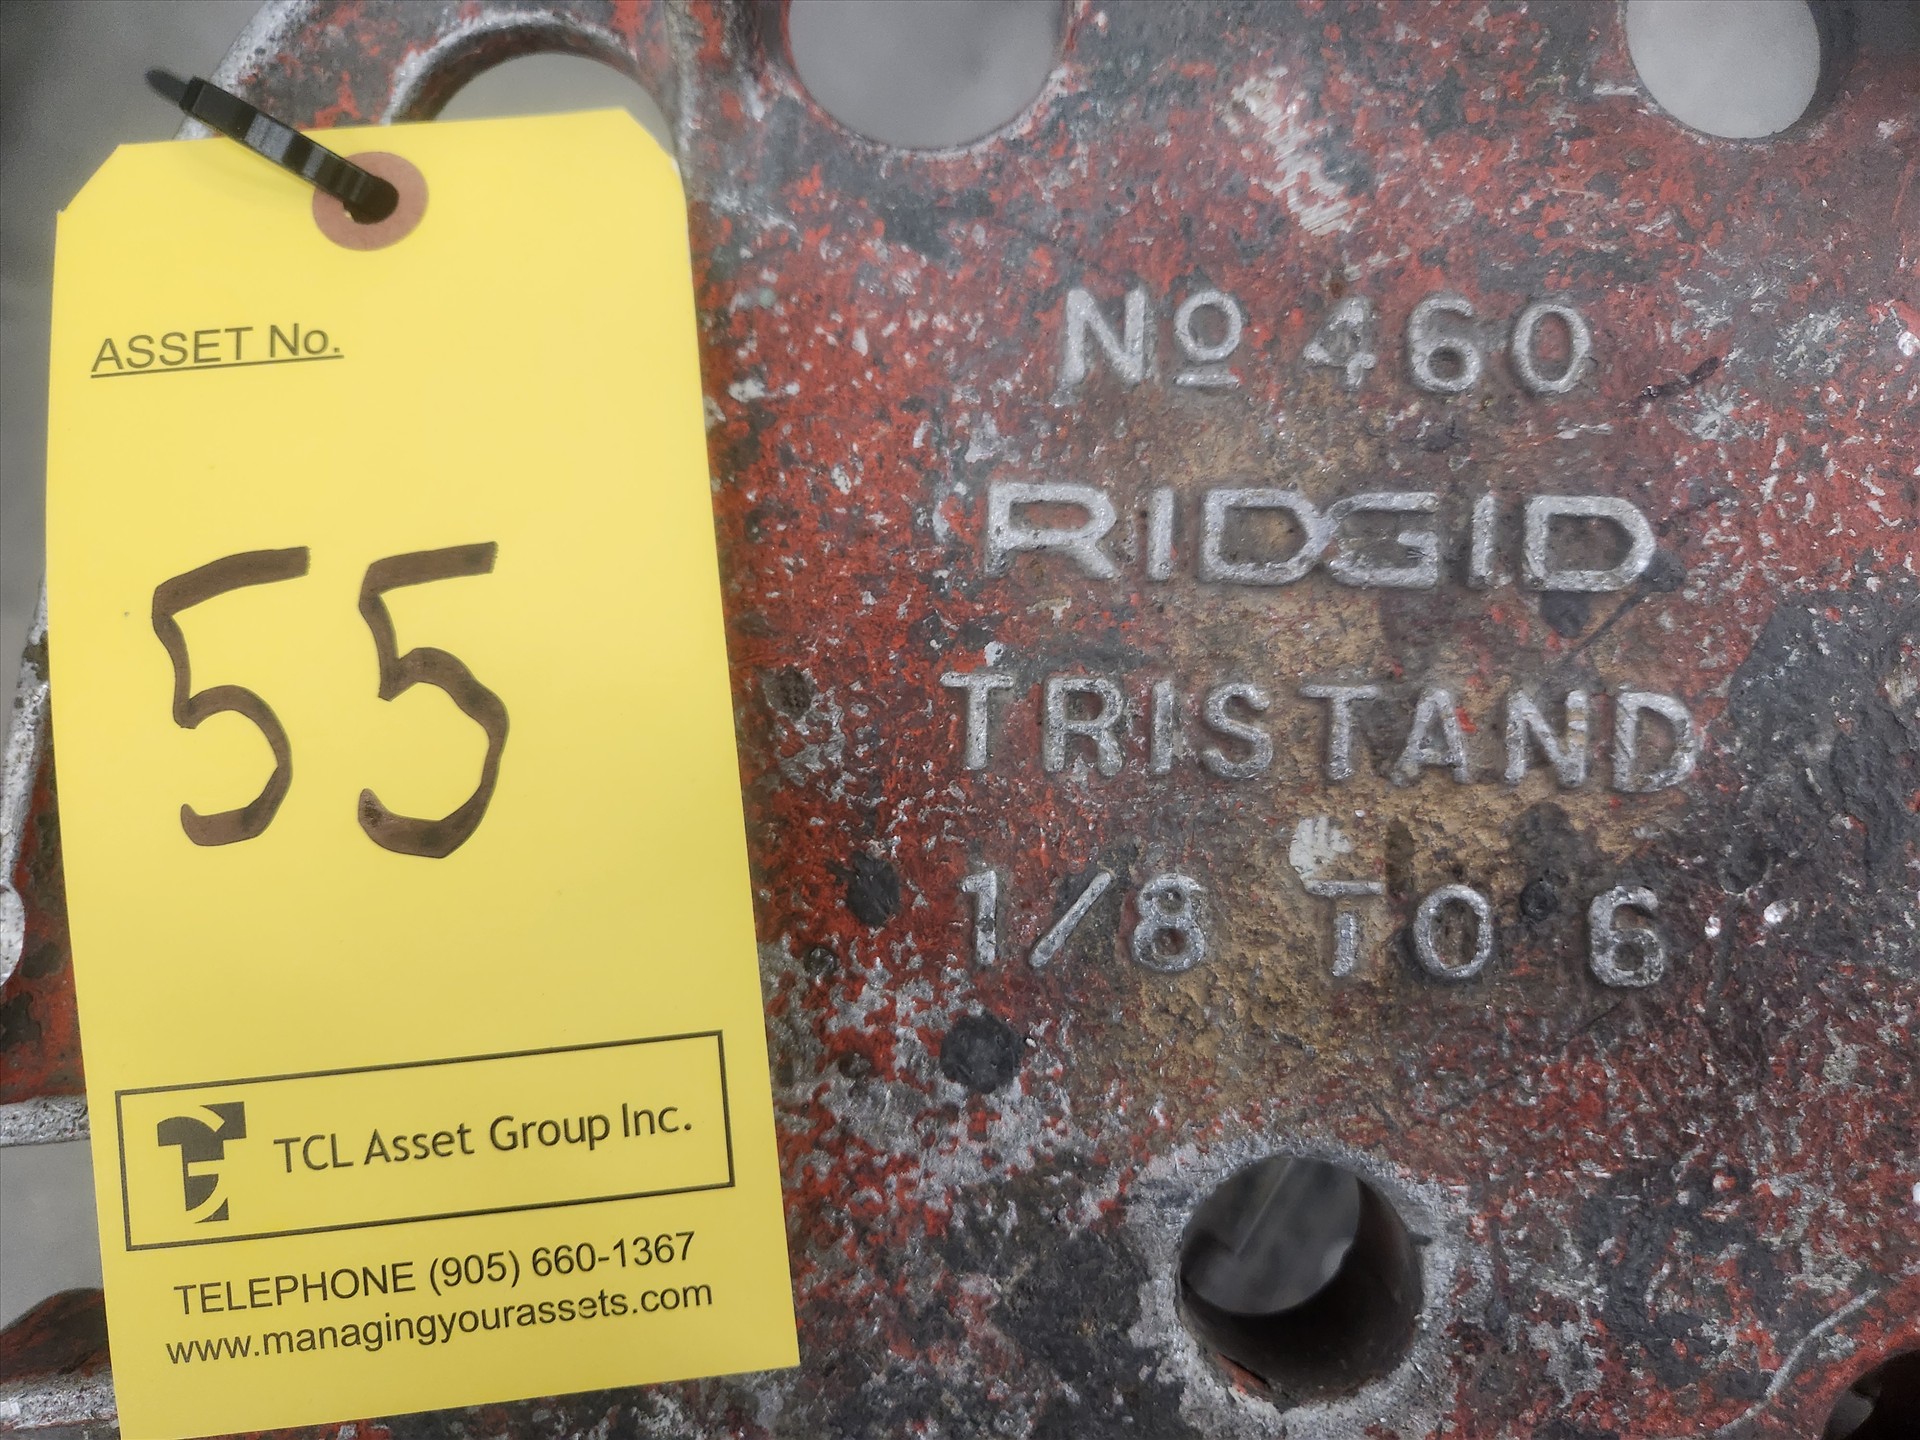 ASSET No.
55
TCL Asset Group Inc.
TELEPHONE (905) 660-1367
www.managingyourassets.com
Nº 460
RIDGID
TRISTAND
1/8 TO 6